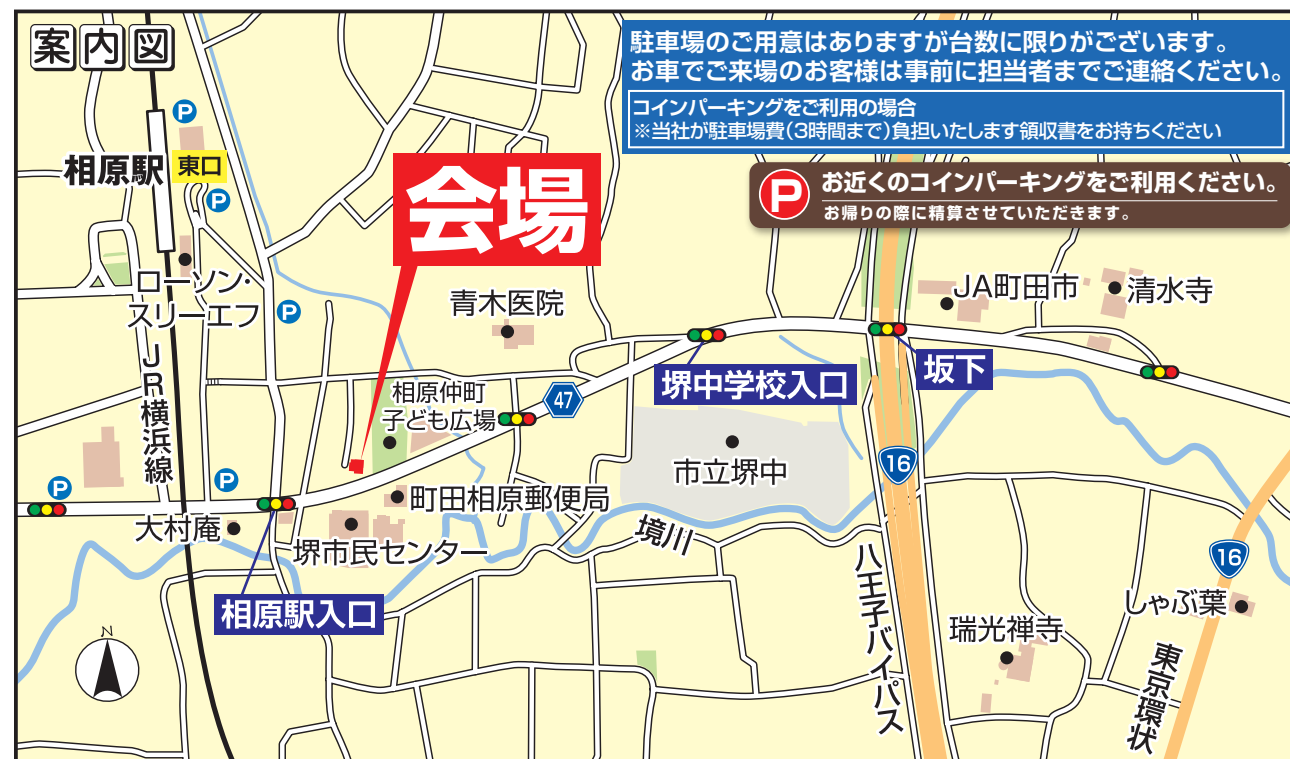 案内図
駐車場のご用意はありますが台数に限りがございます。
お車でご来場のお客様は事前に担当者までご連絡ください。
コインパーキングをご利用の場合
※当社が駐車場費(3時間まで)負担いたします領収書をお持ちください
P
お近くのコインパーキングをご利用ください。
お帰りの際に精算させていただきます。
P
相原駅
東口
P
会場
ローソン・
スリーエフ
P
青木医院
JA町田市
清水寺
堺中学校入口
坂下
JR横浜線
相原仲町
子ども広場
47
市立堺中
16
P
P
町田相原郵便局
大村庵
堺市民センター
境川
相原駅入口
八王子バイパス
16
しゃぶ葉
瑞光禅寺
東京環状
N